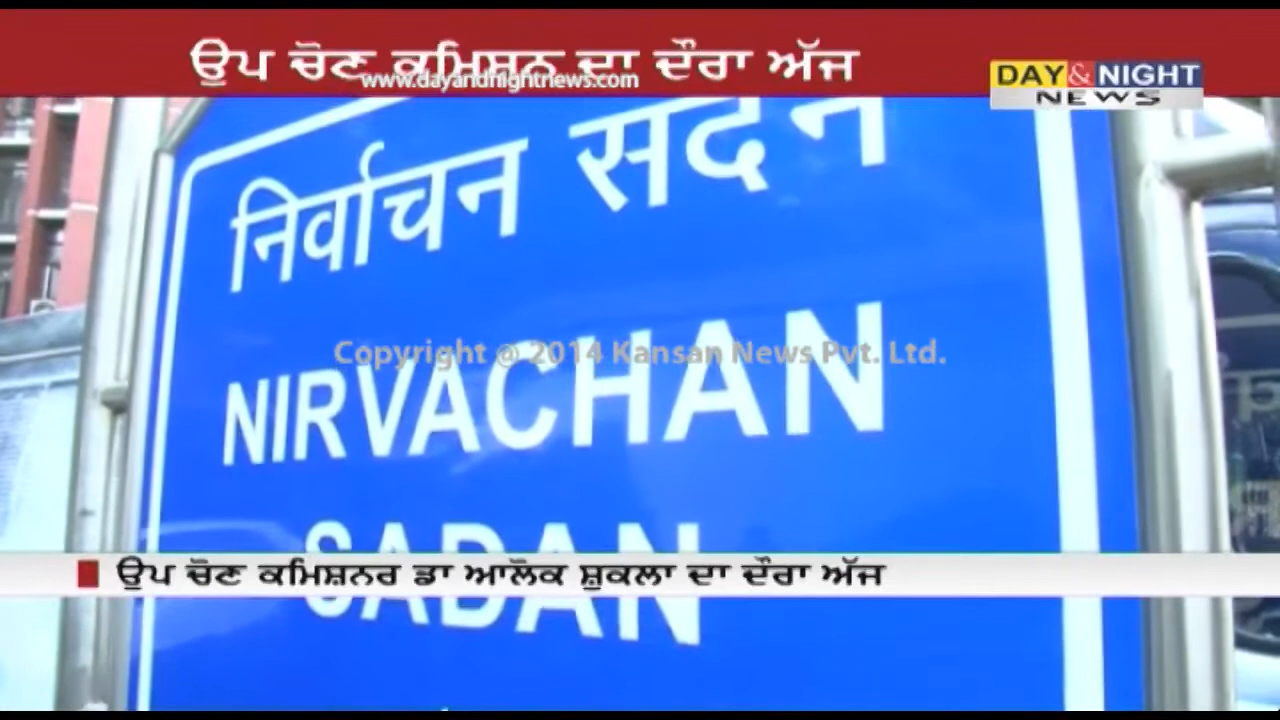 ਉਪ ਚੋਣ ਕਮਿਸ਼ਨ ਦਾ ਦੌਰਾ ਅੱਜ
www.dayandnightnews.com
DAY & NIGHT
NEWS
निर्वाचन सदन
Copyright @ 2014 Kansan News Pvt. Ltd.
NIRVACHAN
SADAN
ਉਪ ਚੋਣ ਕਮਿਸ਼ਨਰ ਡਾ ਆਲੋਕ ਸ਼ੁਕਲਾ ਦਾ ਦੌਰਾ ਅੱਜ